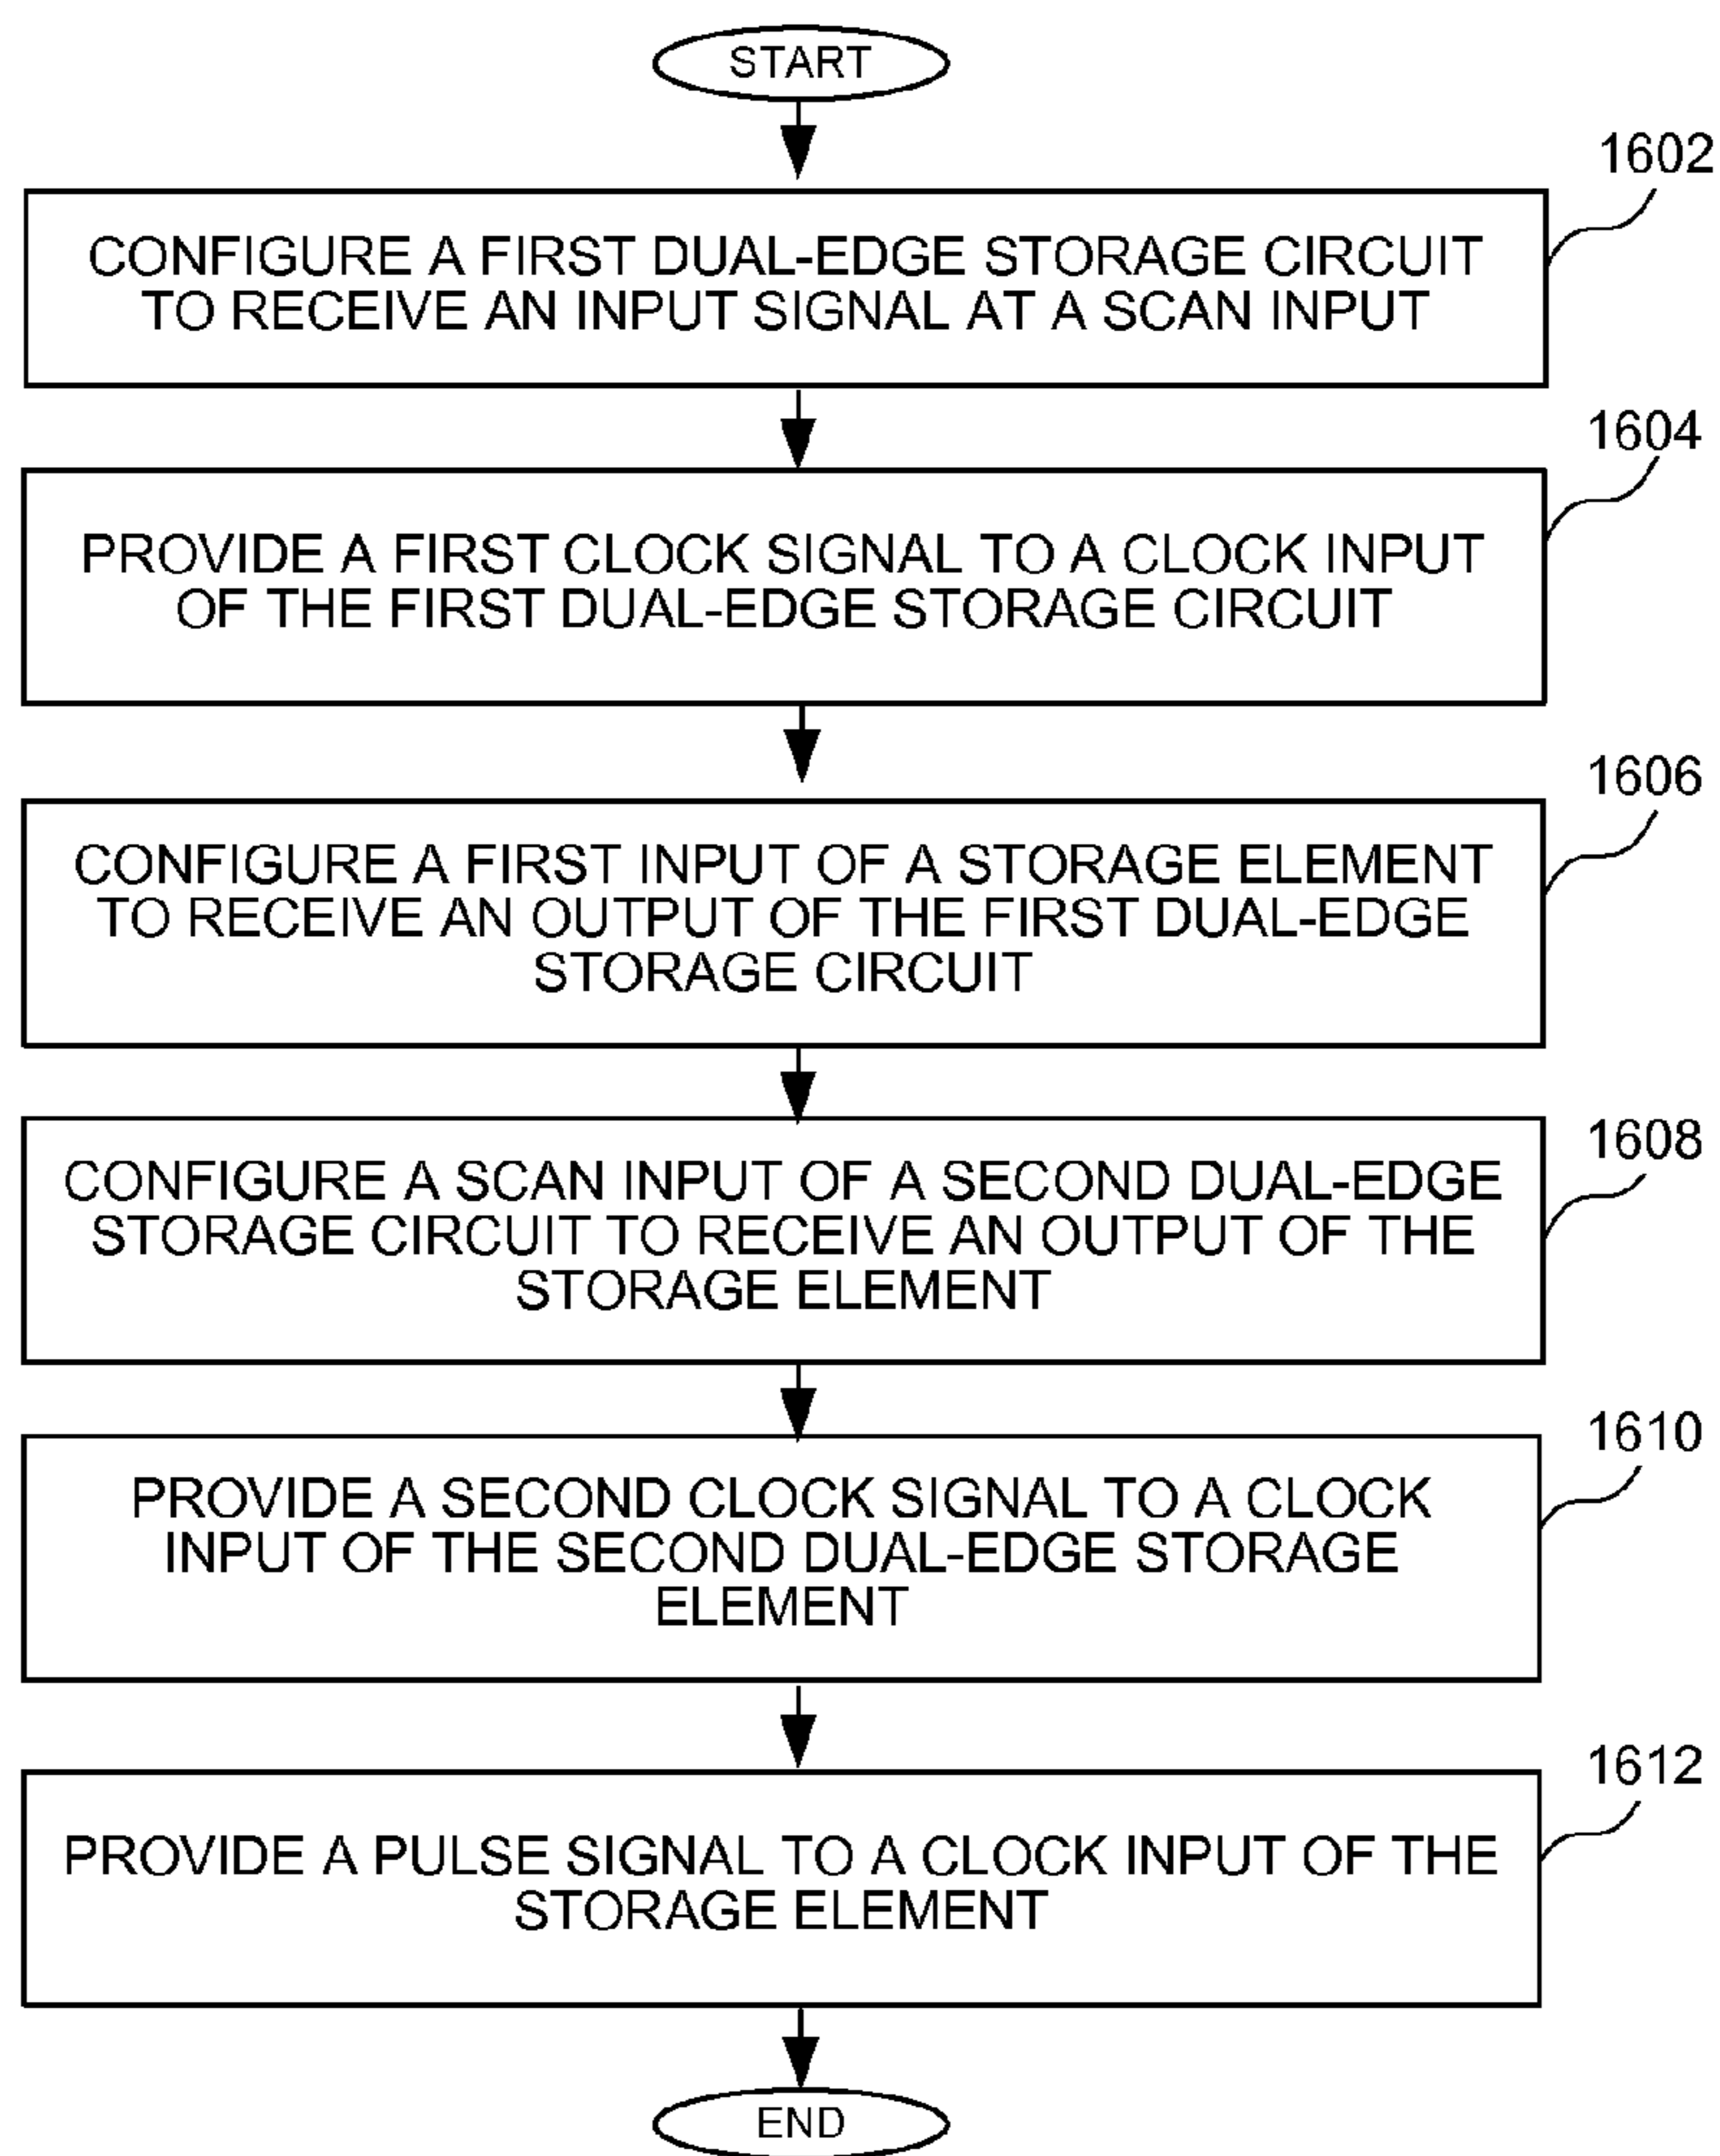 START
1602
CONFIGURE A FIRST DUAL-EDGE STORAGE CIRCUIT
TO RECEIVE AN INPUT SIGNAL AT A SCAN INPUT
1604
PROVIDE A FIRST CLOCK SIGNAL TO A CLOCK INPUT
OF THE FIRST DUAL-EDGE STORAGE CIRCUIT
1606
CONFIGURE A FIRST INPUT OF A STORAGE ELEMENT
TO RECEIVE AN OUTPUT OF THE FIRST DUAL-EDGE
STORAGE CIRCUIT
1608
CONFIGURE A SCAN INPUT OF A SECOND DUAL-EDGE
STORAGE CIRCUIT TO RECEIVE AN OUTPUT OF THE
STORAGE ELEMENT
1610
PROVIDE A SECOND CLOCK SIGNAL TO A CLOCK
INPUT OF THE SECOND DUAL-EDGE STORAGE
ELEMENT
1612
PROVIDE A PULSE SIGNAL TO A CLOCK INPUT OF THE
STORAGE ELEMENT
END